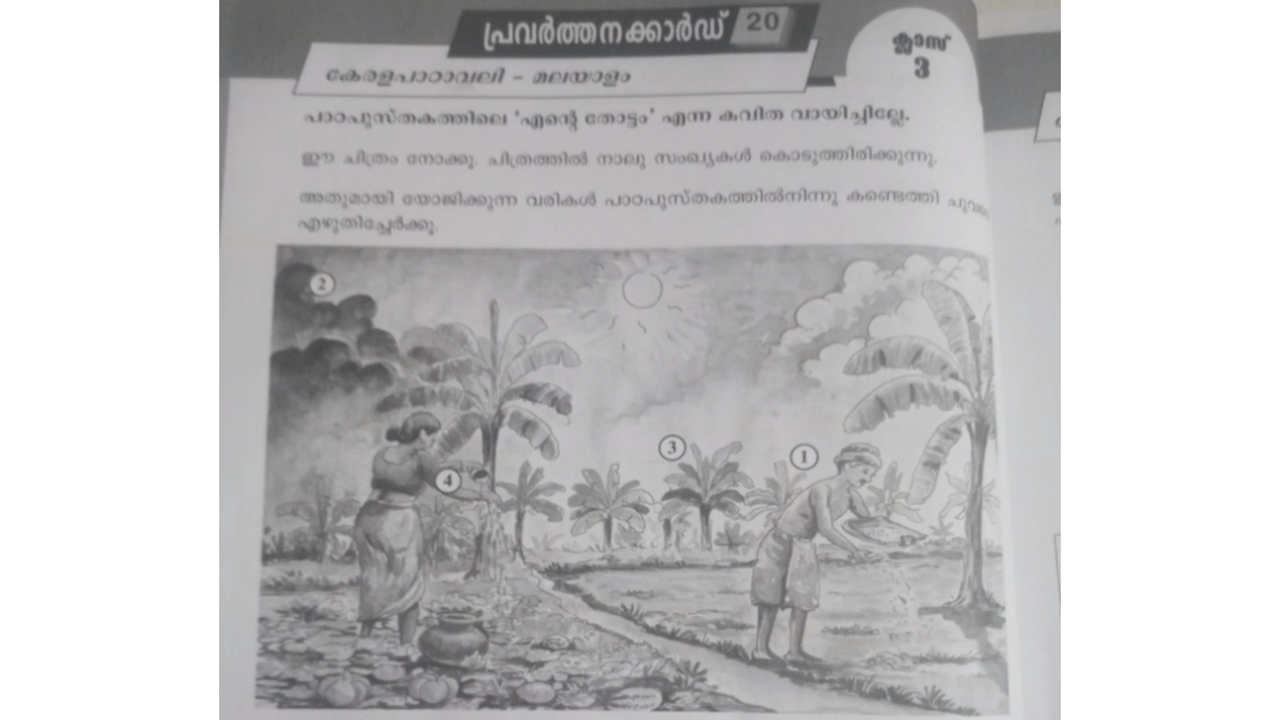 പ്രവർത്തനക്കാർഡ് 20
ക്ലാസ്
3
കേരളപാഠാവലി - മലയാളം
പാഠപുസ്തകത്തിലെ 'എന്റെ തോട്ടം' എന്ന കവിത വായിച്ചില്ലേ.
ഈ ചിത്രം നോക്കൂ. ചിത്രത്തിൽ നാലു സംഖ്യകൾ കൊടുത്തിരിക്കുന്നു.
അതുമായി യോജിക്കുന്ന വരികൾ പാഠപുസ്തകത്തിൽനിന്നു കണ്ടെത്തി
എഴുതിച്ചേർക്കൂ.
2
3
1
4